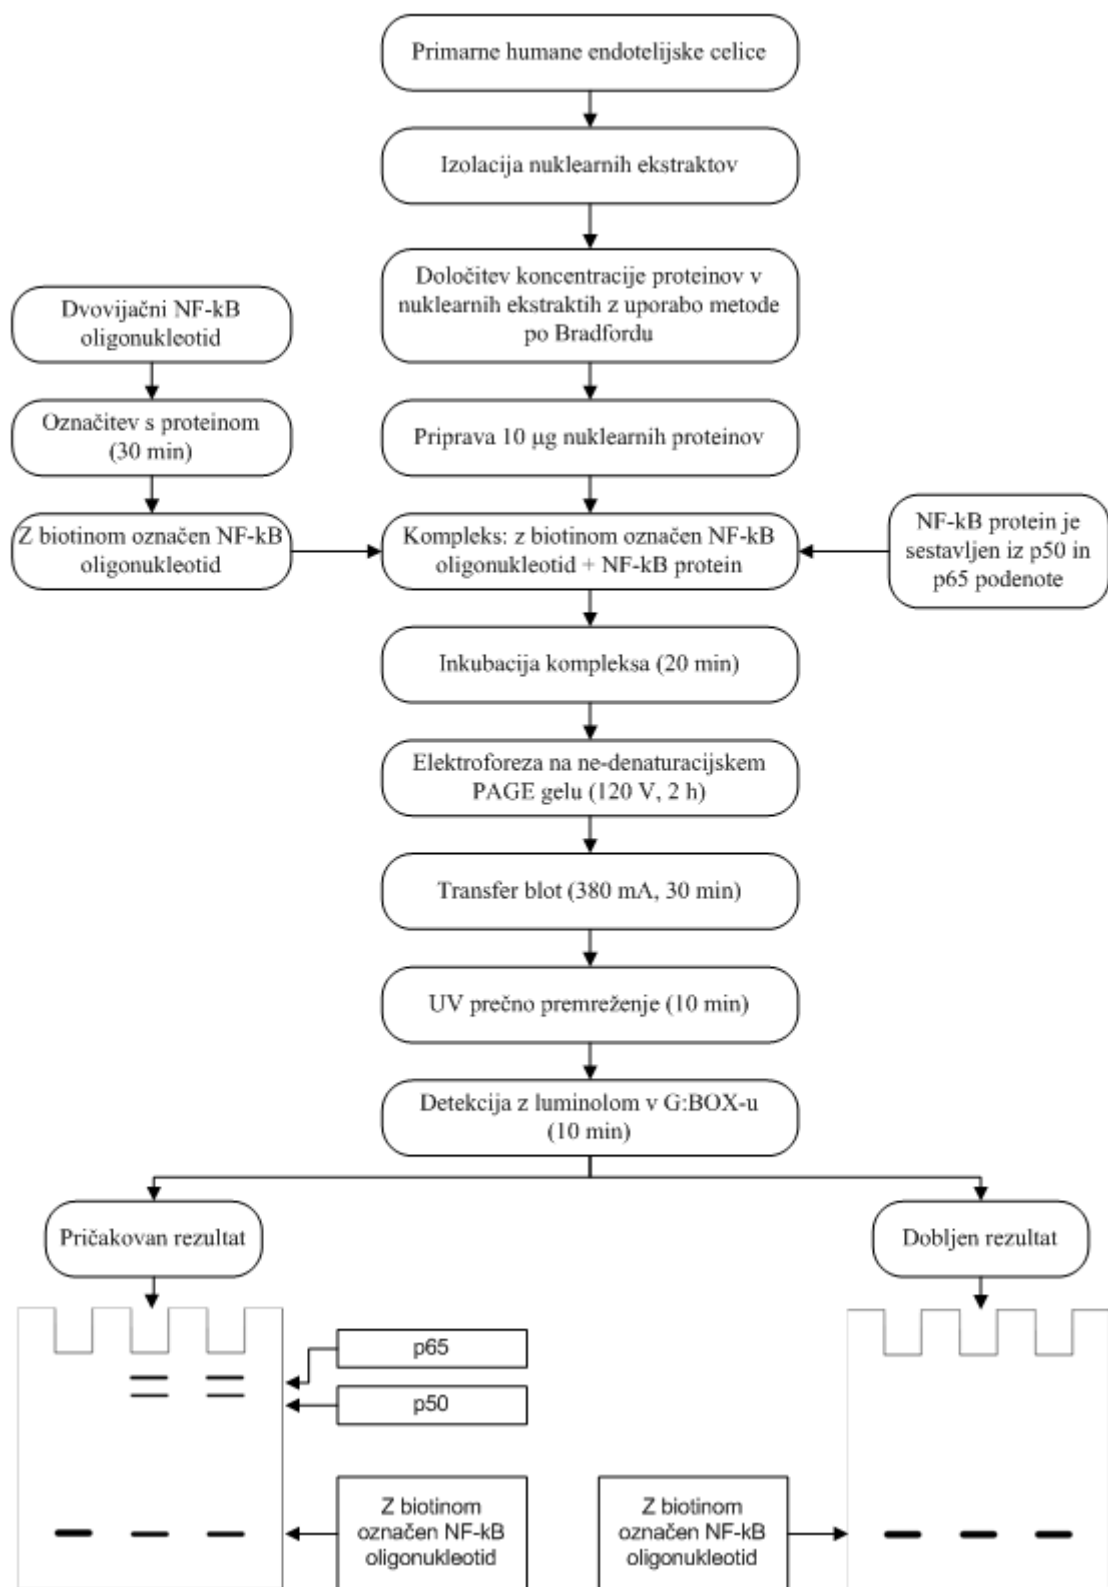 Primarne humane endotelijske celice
Izolacija nuklearnih ekstraktov
Določitev koncentracije proteinov v
nuklearnih ekstraktih z uporabo metode
po Bradfordu
Dvovijačni NF-kB
oligonukleotid
Označitev s proteinom
(30 min)
Priprava 10 µg nuklearnih proteinov
Z biotinom označen NF-kB
oligonukleotid
Kompleks: z biotinom označen NF-kB
oligonukleotid + NF-kB protein
NF-kB protein je
sestavljen iz p50 in
p65 podenote
Inkubacija kompleksa (20 min)
Elektroforeza na ne-denaturacijskem
PAGE gelu (120 V, 2 h)
Transfer blot (380 mA, 30 min)
UV prečno premreženje (10 min)
Detekcija z luminolom v G:BOX-u
(10 min)
Pričakovan rezultat
Dobljen rezultat
p65
p50
Z biotinom
označen NF-kB
oligonukleotid
Z biotinom
označen NF-kB
oligonukleotid